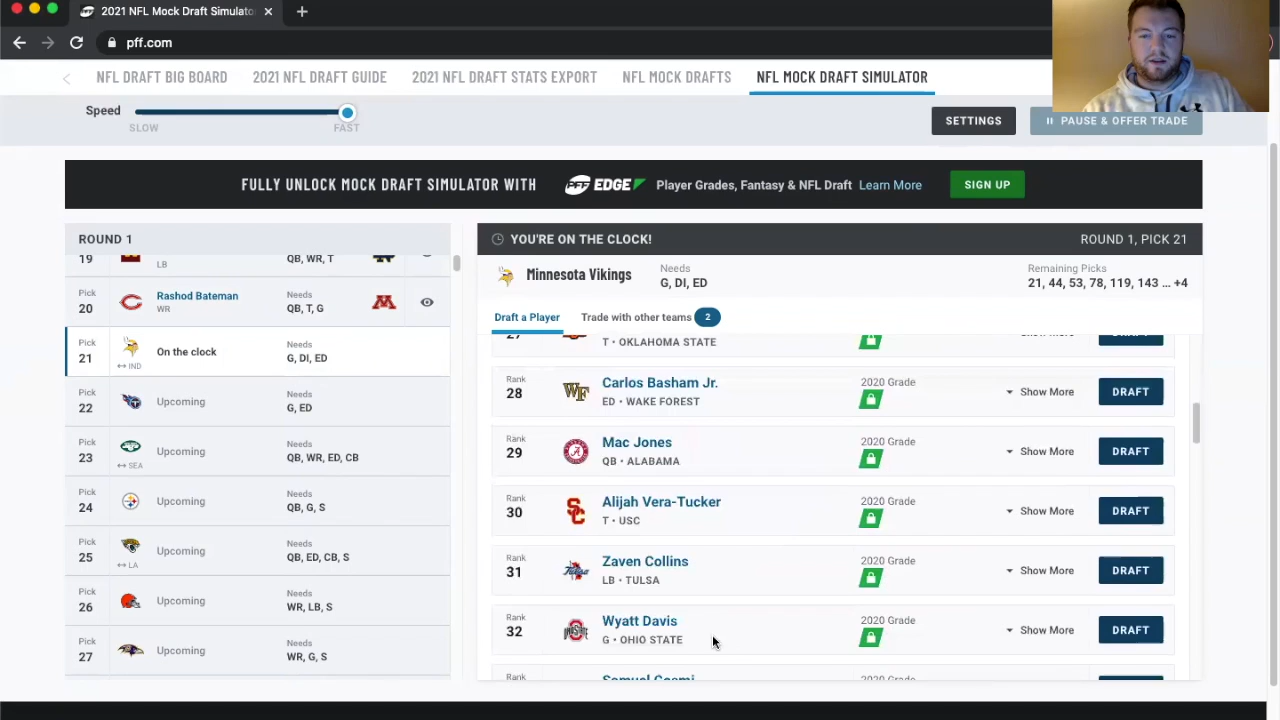 2021 NFL Mock Draft Simulato
pff.com
NFL DRAFT BIG BOARD
2021 NFL DRAFT GUIDE
2021 NFL DRAFT STATS EXPORT
NFL MOCK DRAFTS
NFL MOCK DRAFT SIMULATOR
Speed
SLOW
FAST
SETTINGS
PAUSE & OFFER TRADE
FULLY UNLOCK MOCK DRAFT SIMULATOR WITH
PFF EDGE
Player Grades, Fantasy & NFL Draft Learn More
SIGN UP
ROUND 1
19
LB
QB, WR, T
Pick
20
Rashod Bateman
WR
Needs
QB, T, G
Pick
21
IND
On the clock
Needs
G, DI, ED
Pick
22
Upcoming
Needs
G, ED
Pick
23
SEA
Upcoming
Needs
QB, WR, ED, CB
Pick
24
Upcoming
Needs
QB, G, S
Pick
25
LA
Upcoming
Needs
QB, ED, CB, S
Pick
26
Upcoming
Needs
WR, LB, S
Pick
27
Upcoming
Needs
WR, G, S
YOU'RE ON THE CLOCK!
ROUND 1, PICK 21
Minnesota Vikings
Needs
G, DI, ED
Remaining Picks
21, 44, 53, 78, 119, 143 ... +4
Draft a Player
Trade with other teams 2
27
T • OKLAHOMA STATE
Rank
28
Carlos Basham Jr.
ED • WAKE FOREST
2020 Grade
Show More
DRAFT
Rank
29
Mac Jones
QB • ALABAMA
2020 Grade
Show More
DRAFT
Rank
30
Alijah Vera-Tucker
T • USC
2020 Grade
Show More
DRAFT
Rank
31
Zaven Collins
LB • TULSA
2020 Grade
Show More
DRAFT
Rank
32
Wyatt Davis
G • OHIO STATE
2020 Grade
Show More
DRAFT
Rank
Samuel Cosmi
2020 Grade